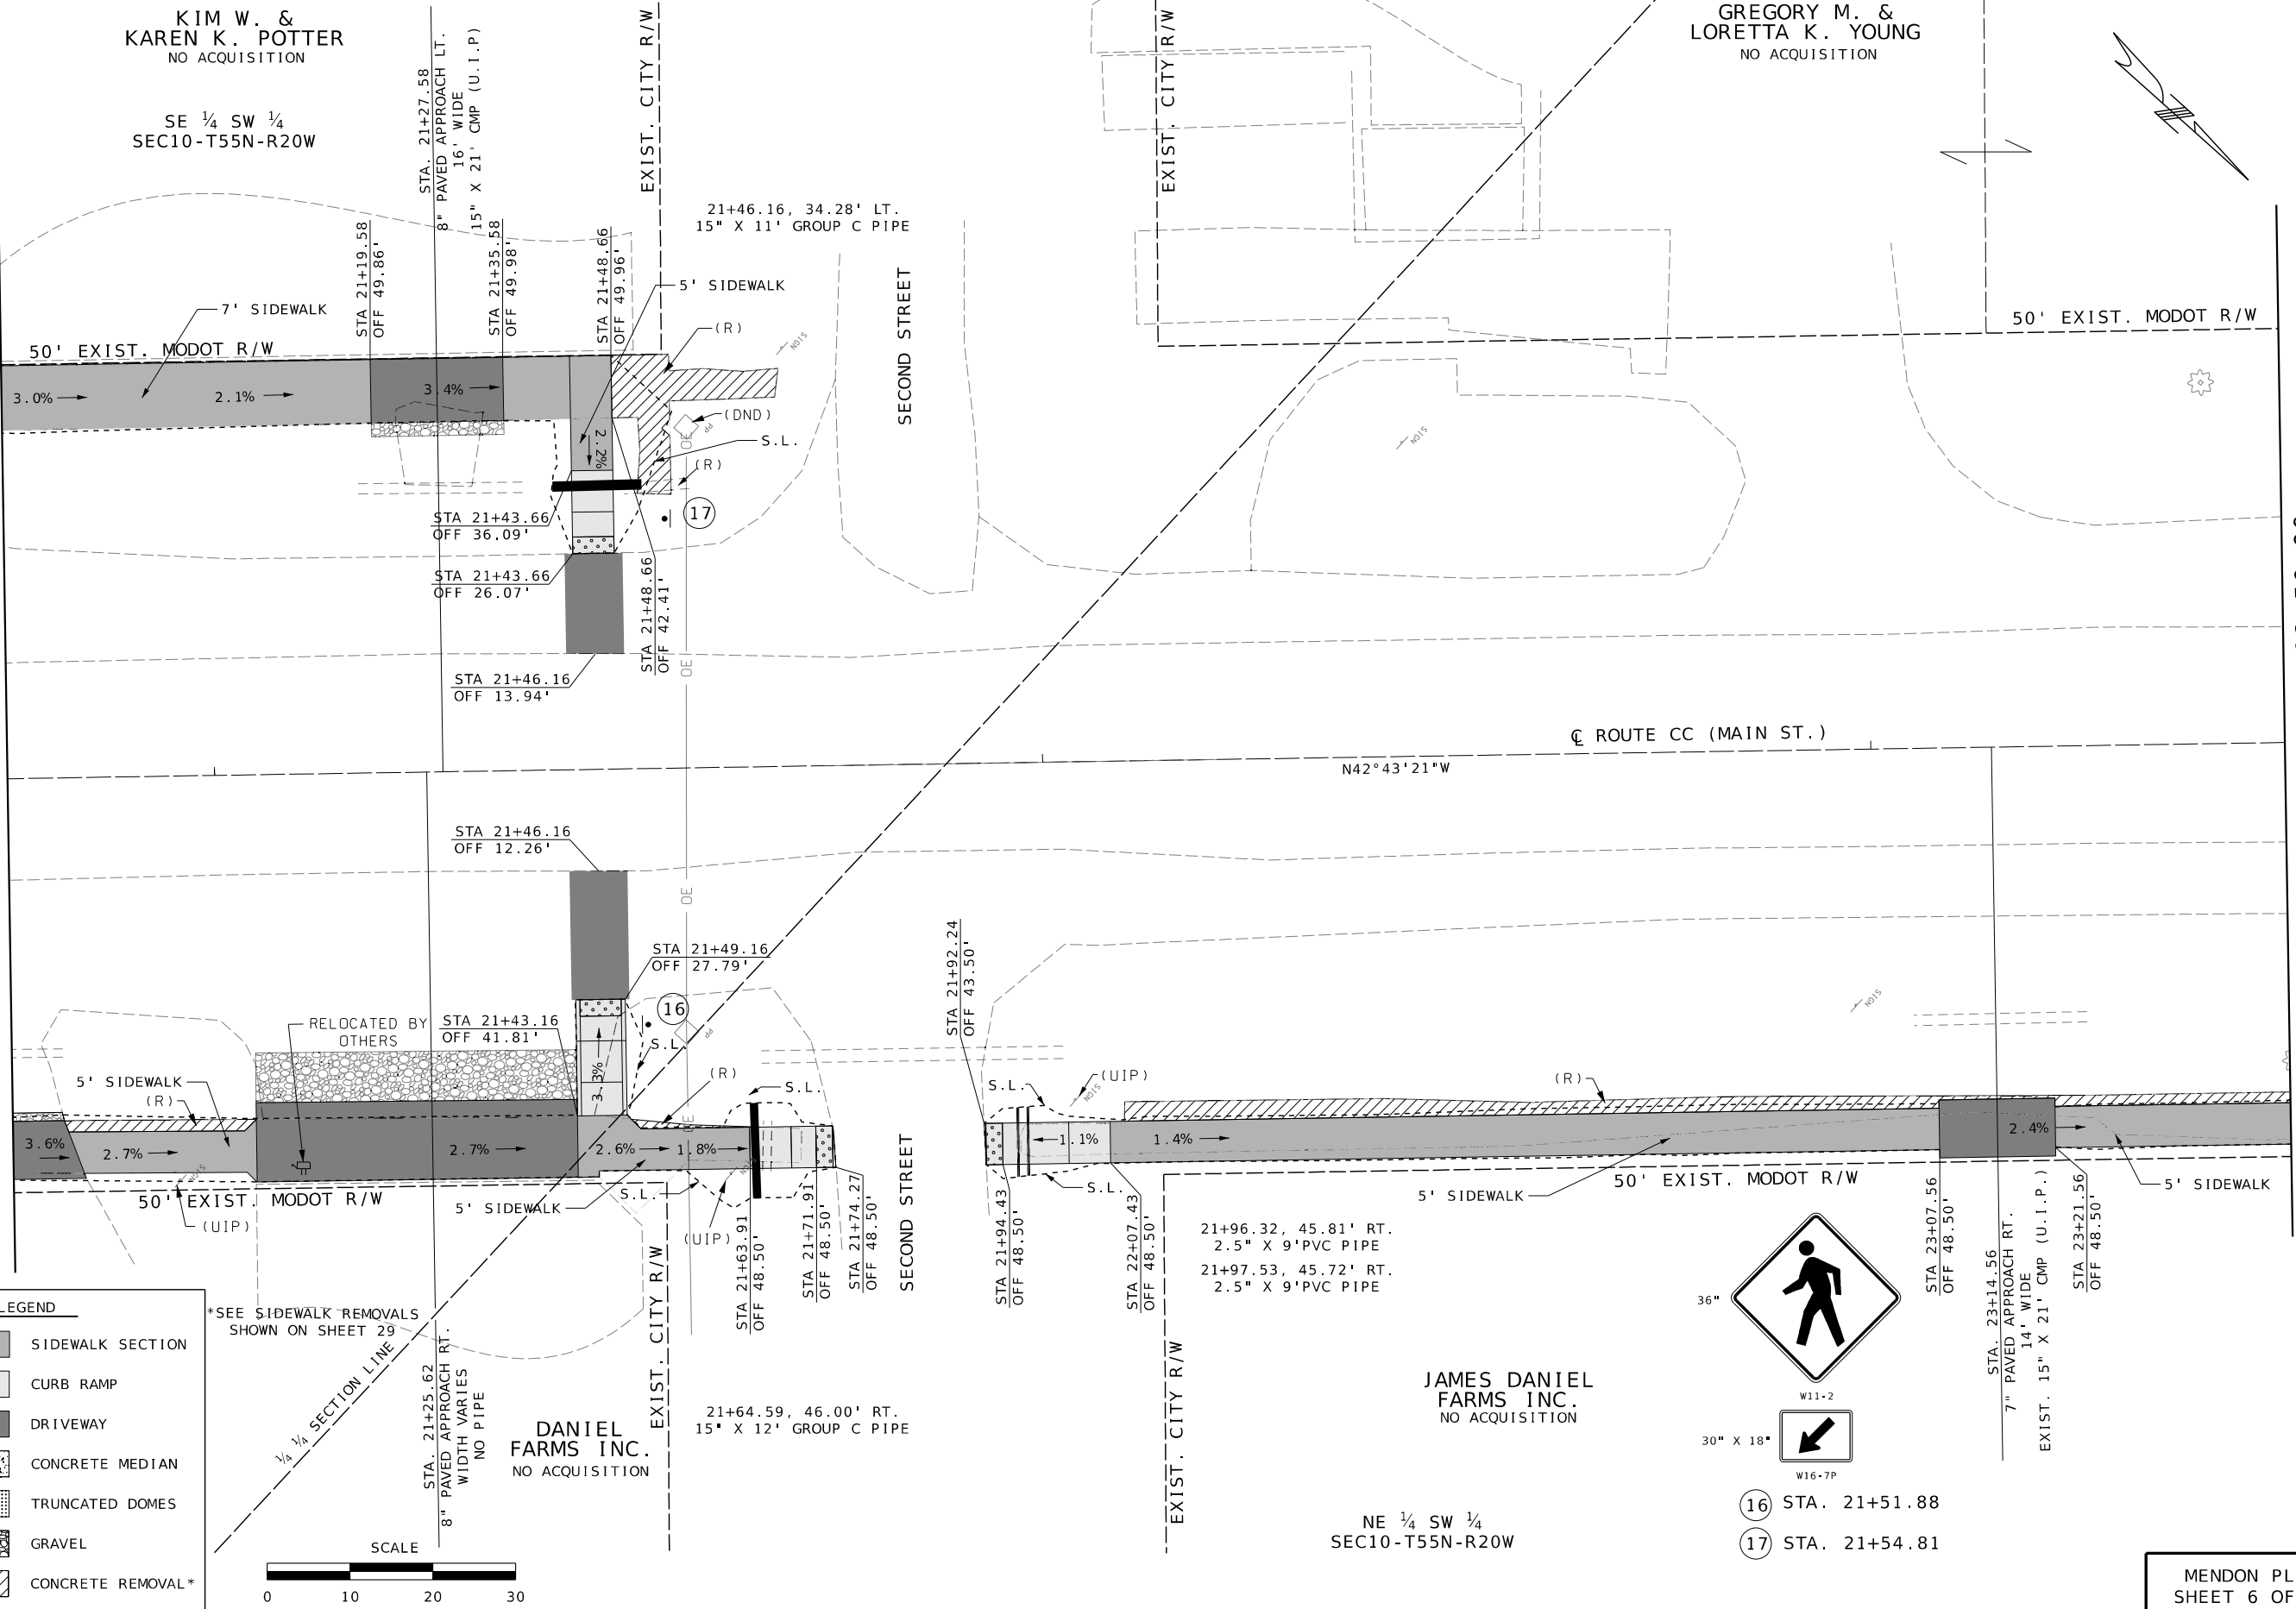 KIM W. &
KAREN K. POTTER
NO ACQUISITION
SE ¼ SW ¼
SEC10-T55N-R20W
STA. 21+27.58
8" PAVED APPROACH LT.
16' WIDE
15" X 21' CMP (U.I.P)
EXIST. CITY R/W
EXIST. CITY R/W
GREGORY M. &
LORETTA K. YOUNG
NO ACQUISITION
21+46.16, 34.28' LT.
15" X 11' GROUP C PIPE
STA 21+19.58
OFF 49.86'
STA 21+35.58
OFF 49.98'
STA 21+48.66
OFF 49.96'
5' SIDEWALK
7' SIDEWALK
(R)
SIGN
SECOND STREET
50' EXIST. MODOT R/W
50' EXIST. MODOT R/W
3.0%
2.1%
3.4%
2.2%
(DND)
PP
S.L.
(R)
SIGN
OE
17
STA 21+43.66
OFF 36.09'
STA 21+43.66
OFF 26.07'
STA 21+48.66
OFF 42.41'
OE
STA 21+46.16
OFF 13.94'
℄ ROUTE CC (MAIN ST.)
N42°43'21"W
STA 21+46.16
OFF 12.26'
OE
STA 21+49.16
OFF 27.79'
STA 21+92.24
OFF 43.50'
16
SIGN
RELOCATED BY
OTHERS
STA 21+43.16
OFF 41.81'
PP
S.L.
3.3%
5' SIDEWALK
(R)
(R)
S.L.
S.L.
(UIP)
SIGN
(R)
OE
3.6%
2.7%
2.7%
2.6%
1.8%
1.1%
1.4%
2.4%
SIGN
SIGN
50' EXIST. MODOT R/W
(UIP)
5' SIDEWALK
S.L.
(UIP)
S.L.
5' SIDEWALK
50' EXIST. MODOT R/W
5' SIDEWALK
SECOND STREET
STA 21+63.91
OFF 48.50'
STA 21+71.91
OFF 48.50'
STA 21+74.27
OFF 48.50'
STA 21+94.43
OFF 48.50'
STA 22+07.43
OFF 48.50'
21+96.32, 45.81' RT.
2.5" X 9'PVC PIPE
21+97.53, 45.72' RT.
2.5" X 9'PVC PIPE
STA 23+07.56
OFF 48.50'
STA. 23+14.56
7" PAVED APPROACH RT.
14' WIDE
EXIST. 15" X 21' CMP (U.I.P.)
STA 23+21.56
OFF 48.50'
LEGEND
SIDEWALK SECTION
CURB RAMP
DRIVEWAY
CONCRETE MEDIAN
TRUNCATED DOMES
GRAVEL
CONCRETE REMOVAL*
*SEE SIDEWALK REMOVALS
SHOWN ON SHEET 29
¼ ¼ SECTION LINE
STA. 21+25.62
8" PAVED APPROACH RT.
WIDTH VARIES
NO PIPE
EXIST. CITY R/W
DANIEL
FARMS INC.
NO ACQUISITION
21+64.59, 46.00' RT.
15" X 12' GROUP C PIPE
EXIST. CITY R/W
JAMES DANIEL
FARMS INC.
NO ACQUISITION
NE ¼ SW ¼
SEC10-T55N-R20W
36"
W11-2
30" X 18"
W16-7P
16 STA. 21+51.88
17 STA. 21+54.81
SCALE
0 10 20 30
MENDON PL
SHEET 6 OF